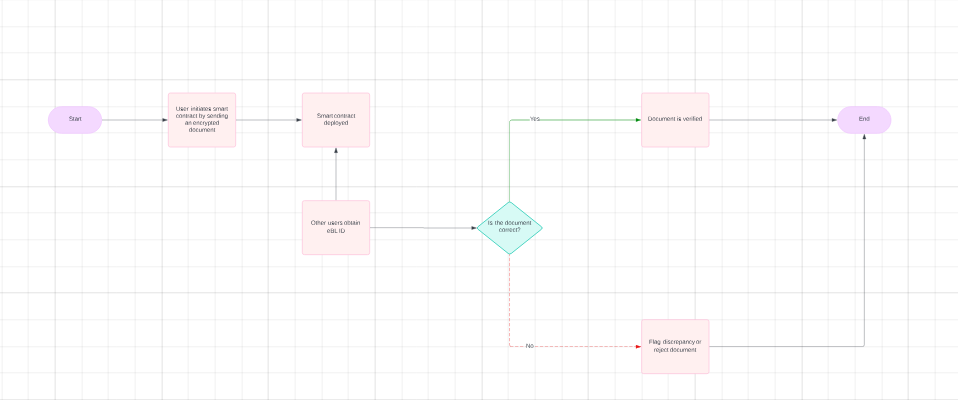 Start
User initiates smart
contract by sending
an encrypted
document
Smart contract
deployed
Other users obtain
eBL ID
Is the document
correct?
Yes
Document is verified
End
No
Flag discrepancy or
reject document